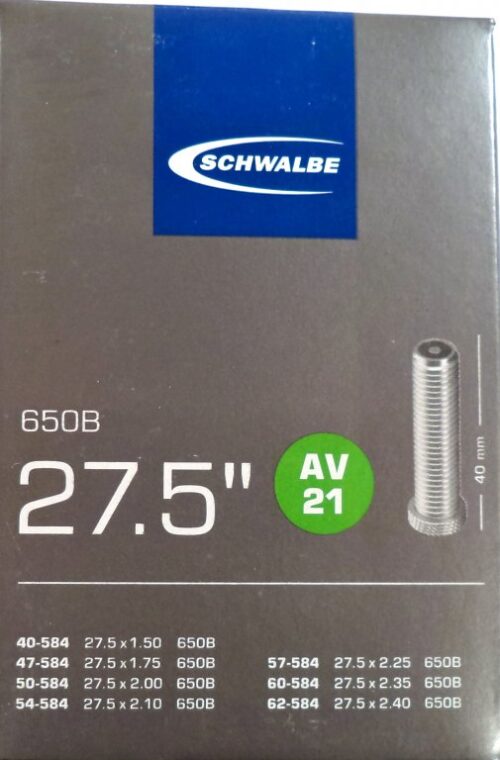 SCHWALBE
650B
27.5"
AV
21
40 mm
40-584 27.5 x 1.50 650B
47-584 27.5 x 1.75 650B
50-584 27.5 x 2.00 650B
54-584 27.5 x 2.10 650B
57-584 27.5 x 2.25 650B
60-584 27.5 x 2.35 650B
62-584 27.5 x 2.40 650B